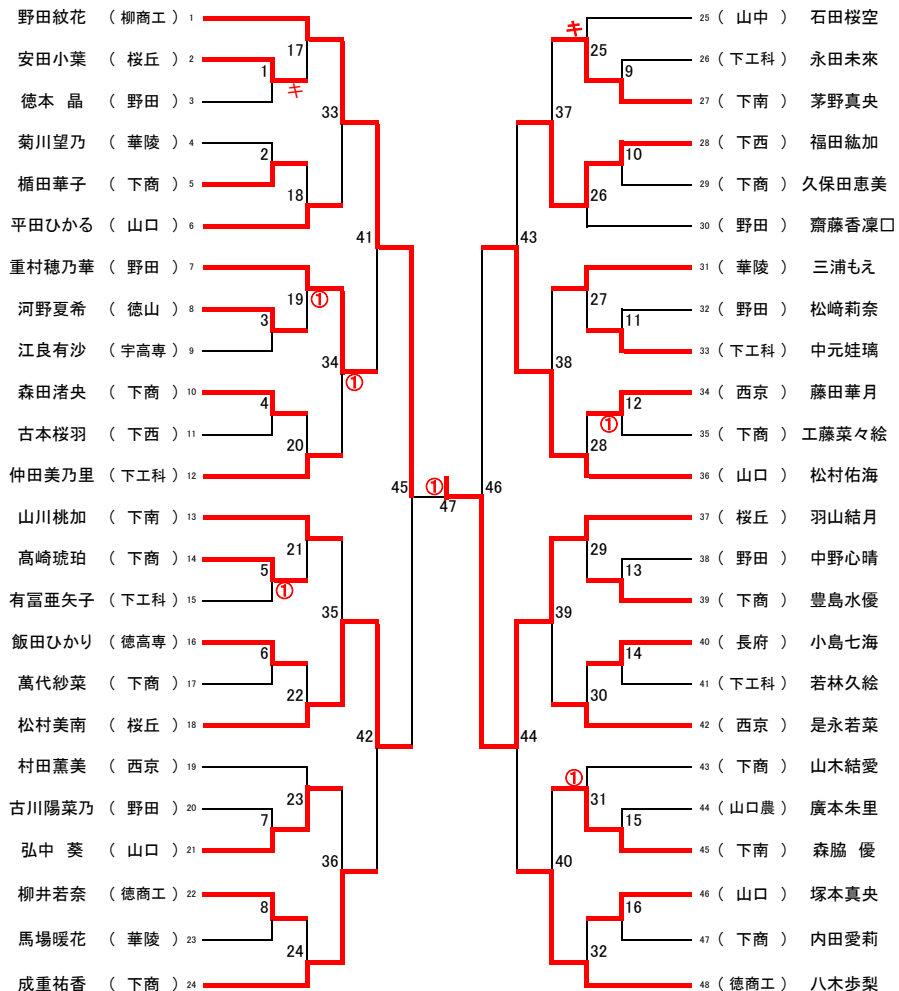 野田紋花 （ 柳商工 ） 1
安田小葉 （ 桜丘 ） 2
徳本 晶 （ 野田 ） 3
菊川望乃 （ 華陵 ） 4
楯田華子 （ 下商 ） 5
平田ひかる （ 山口 ） 6
重村穂乃華 （ 野田 ） 7
河野夏希 （ 徳山 ） 8
江良有沙 （ 宇高専 ） 9
森田渚央 （ 下商 ） 10
古本桜羽 （ 下西 ） 11
仲田美乃里 （ 下工科 ） 12
山川桃加 （ 下南 ） 13
高崎琥珀 （ 下商 ） 14
有冨亜矢子 （ 下工科 ） 15
飯田ひかり （ 徳高専 ） 16
萬代紗菜 （ 下商 ） 17
松村美南 （ 桜丘 ） 18
村田薫美 （ 西京 ） 19
古川陽菜乃 （ 野田 ） 20
弘中 葵 （ 山口 ） 21
柳井若奈 （ 徳商工 ） 22
馬場暖花 （ 華陵 ） 23
成重祐香 （ 下商 ） 24
1
キ
2
3
4
5
①
6
7
8
17
18
19
①
20
21
22
23
24
33
34
①
35
36
41
42
45
①
47
46
43
44
37
38
39
40
キ
25
26
27
28
29
30
①
31
32
9
10
11
12
①
13
14
15
16
25 （ 山中 ） 石田桜空
26 （ 下工科 ） 永田未來
27 （ 下南 ） 茅野真央
28 （ 下西 ） 福田紘加
29 （ 下商 ） 久保田恵美
30 （ 野田 ） 齋藤香凜□
31 （ 華陵 ） 三浦もえ
32 （ 野田 ） 松﨑莉奈
33 （ 下工科 ） 中元娃璃
34 （ 西京 ） 藤田華月
35 （ 下商 ） 工藤菜々絵
36 （ 山口 ） 松村佑海
37 （ 桜丘 ） 羽山結月
38 （ 野田 ） 中野心晴
39 （ 下商 ） 豊島水優
40 （ 長府 ） 小島七海
41 （ 下工科 ） 若林久絵
42 （ 西京 ） 是永若菜
43 （ 下商 ） 山木結愛
44 （ 山口農 ） 廣本朱里
45 （ 下南 ） 森脇 優
46 （ 山口 ） 塚本真央
47 （ 下商 ） 内田愛莉
48 （ 徳商工 ） 八木歩梨